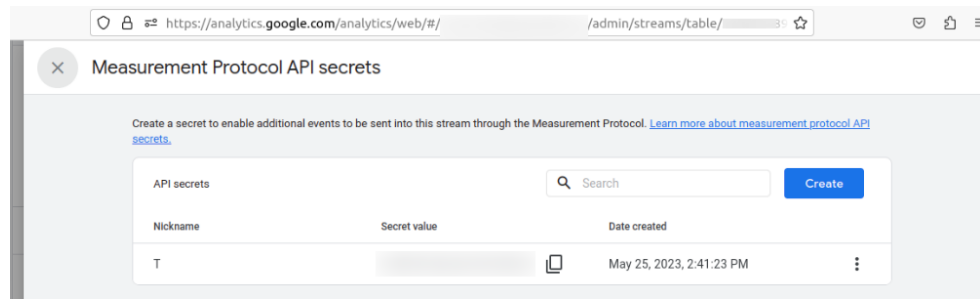 https://analytics.google.com/analytics/web/#/ /admin/streams/table/
Measurement Protocol API secrets
Create a secret to enable additional events to be sent into this stream through the Measurement Protocol. Learn more about measurement protocol API
secrets.
API secrets Search Create
Nickname Secret value Date created
T May 25, 2023, 2:41:23 PM